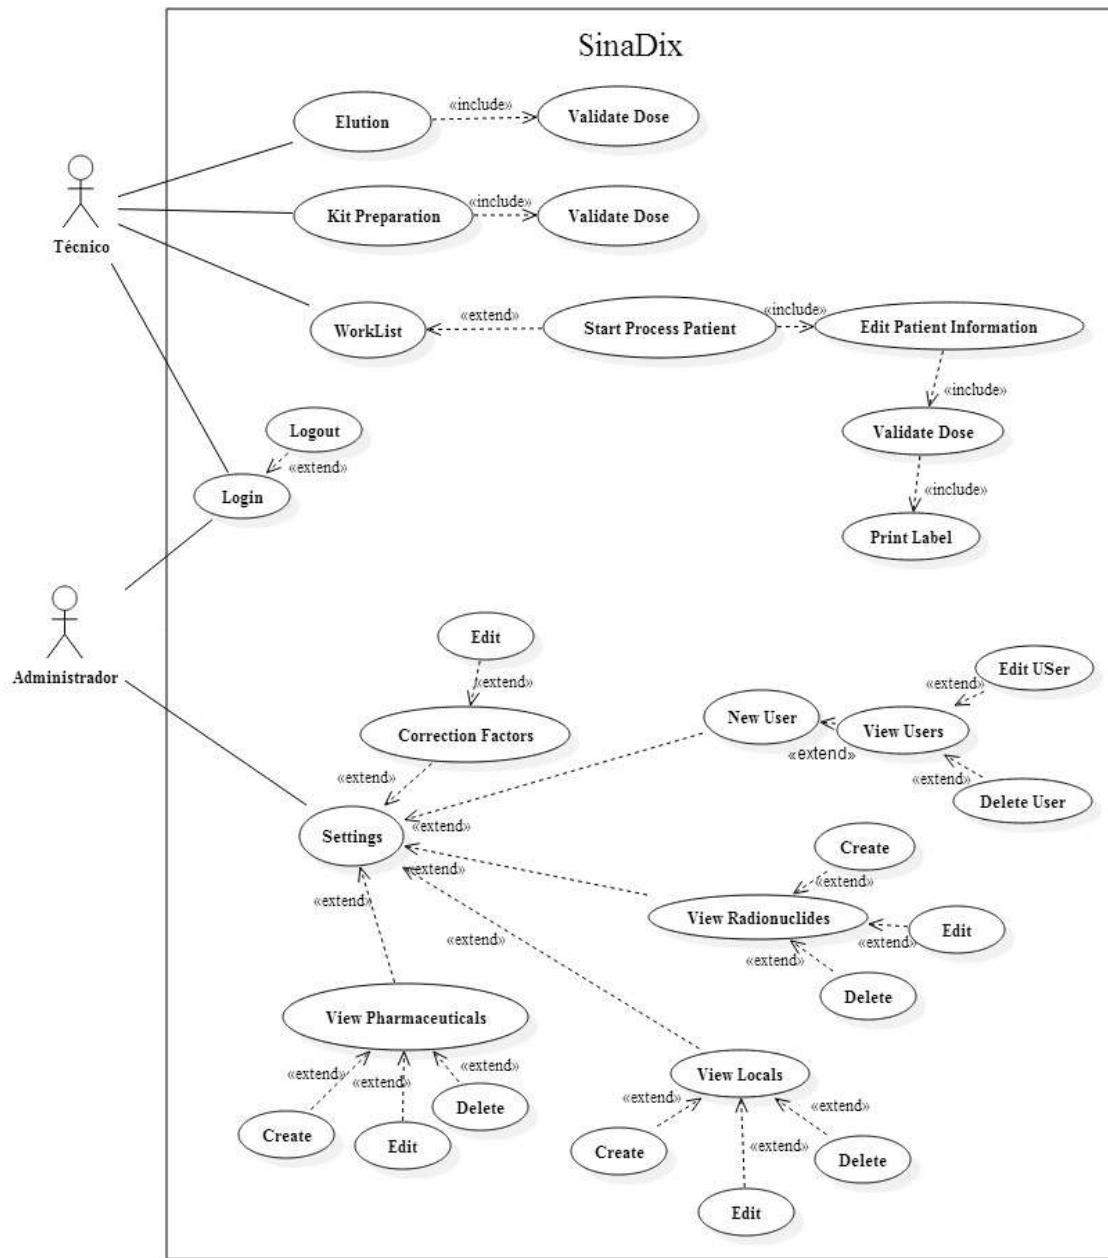 SinaDix
Elution
«include»
Validate Dose
Técnico
Kit Preparation
«include»
Validate Dose
WorkList
«extend»
Start Process Patient
«include»
Edit Patient Information
«include»
Validate Dose
«include»
Print Label
Logout
«extend»
Login
Administrador
Edit
«extend»
Correction Factors
«extend»
Settings
New User
«extend»
View Users
«extend»
Edit USer
«extend»
Delete User
«extend»
«extend»
View Radionuclides
Create
«extend»
Edit
«extend»
Delete
«extend»
«extend»
View Pharmaceuticals
«extend»
Create
«extend»
Edit
«extend»
Delete
«extend»
View Locals
«extend»
Create
«extend»
Edit
«extend»
Delete
«extend»